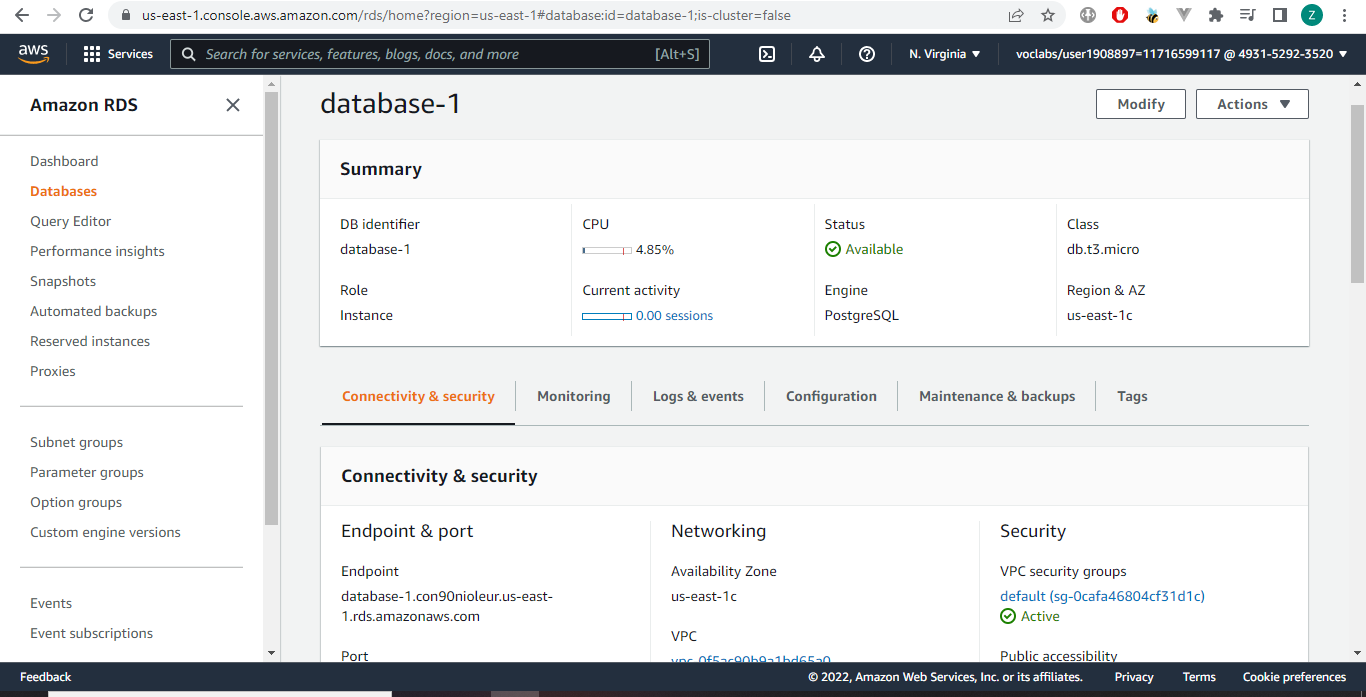 us-east-1.console.aws.amazon.com/rds/home?region=us-east-1#database:id=database-1;is-cluster=false
Z
aws
Services
Search for services, features, blogs, docs, and more
[Alt+S]
N. Virginia
voclabs/user1908897=11716599117 @ 4931-5292-3520
Amazon RDS
Dashboard
Databases
Query Editor
Performance insights
Snapshots
Automated backups
Reserved instances
Proxies
Subnet groups
Parameter groups
Option groups
Custom engine versions
Events
Event subscriptions
database-1
Modify
Actions
Summary
DB identifier
database-1
CPU
4.85%
Status
Available
Class
db.t3.micro
Role
Instance
Current activity
0.00 sessions
Engine
PostgreSQL
Region & AZ
us-east-1c
Connectivity & security
Monitoring
Logs & events
Configuration
Maintenance & backups
Tags
Connectivity & security
Endpoint & port
Endpoint
database-1.con90nioleur.us-east-
1.rds.amazonaws.com
Port
Networking
Availability Zone
us-east-1c
VPC
vpc-0f5ac90b9a1bd65a0
Security
VPC security groups
default (sg-0cafa46804cf31d1c)
Active
Public accessibility
Feedback
© 2022, Amazon Web Services, Inc. or its affiliates.
Privacy
Terms
Cookie preferences